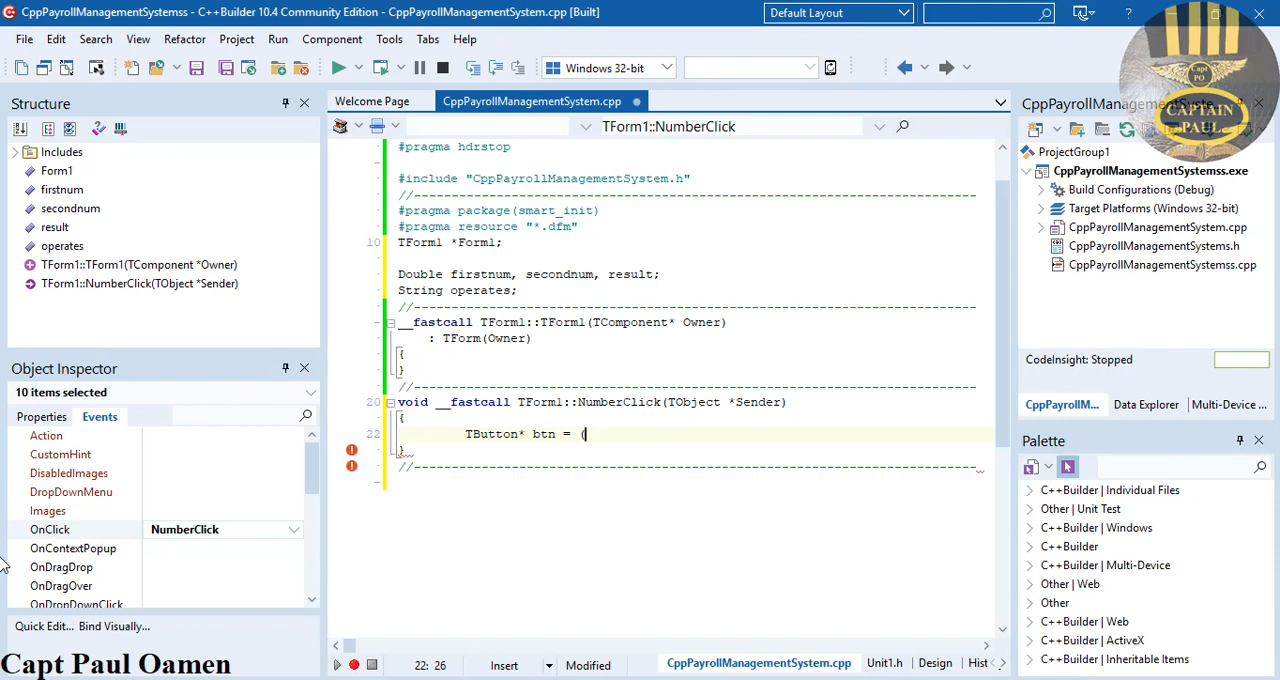 CppPayrollManagementSystemss - C++Builder 10.4 Community Edition - CppPayrollManagementSystem.cpp [Built]
Default Layout
File Edit Search View Refactor Project Run Component Tools Tabs Help
Windows 32-bit
Structure
Includes
Form1
firstnum
secondnum
result
operates
TForm1::TForm1(TComponent *Owner)
TForm1::NumberClick(TObject *Sender)
Object Inspector
10 items selected
Properties Events
Action
CustomHint
DisabledImages
DropDownMenu
Images
OnClick NumberClick
OnContextPopup
OnDragDrop
OnDragOver
OnDropDownClick
Quick Edit... Bind Visually...
Capt Paul Oamen
Welcome Page CppPayrollManagementSystem.cpp
TForm1::NumberClick
#pragma hdrstop
#include "CppPayrollManagementSystem.h"
//---------------------------------------------------------------------------
#pragma package(smart_init)
#pragma resource "*.dfm"
10 TForm1 *Form1;
Double firstnum, secondnum, result;
String operates;
//---------------------------------------------------------------------------
__fastcall TForm1::TForm1(TComponent* Owner)
: TForm(Owner)
{
}
//---------------------------------------------------------------------------
20 void __fastcall TForm1::NumberClick(TObject *Sender)
{
22 TButton* btn = (
}
//---------------------------------------------------------------------------
22: 26 Insert Modified CppPayrollManagementSystem.cpp Unit1.h Design Hist
CppPayrollManagementSyste
Capt
PO
CAPTAIN
PAUL
ProjectGroup1
CppPayrollManagementSystemss.exe
Build Configurations (Debug)
Target Platforms (Windows 32-bit)
CppPayrollManagementSystem.cpp
CppPayrollManagementSystems.h
CppPayrollManagementSystemss.cpp
CodeInsight: Stopped
CppPayrollM... Data Explorer Multi-Device ...
Palette
C++Builder | Individual Files
Other | Unit Test
C++Builder | Windows
C++Builder
C++Builder | Multi-Device
Other | Web
Other
C++Builder | Web
C++Builder | ActiveX
C++Builder | Inheritable Items